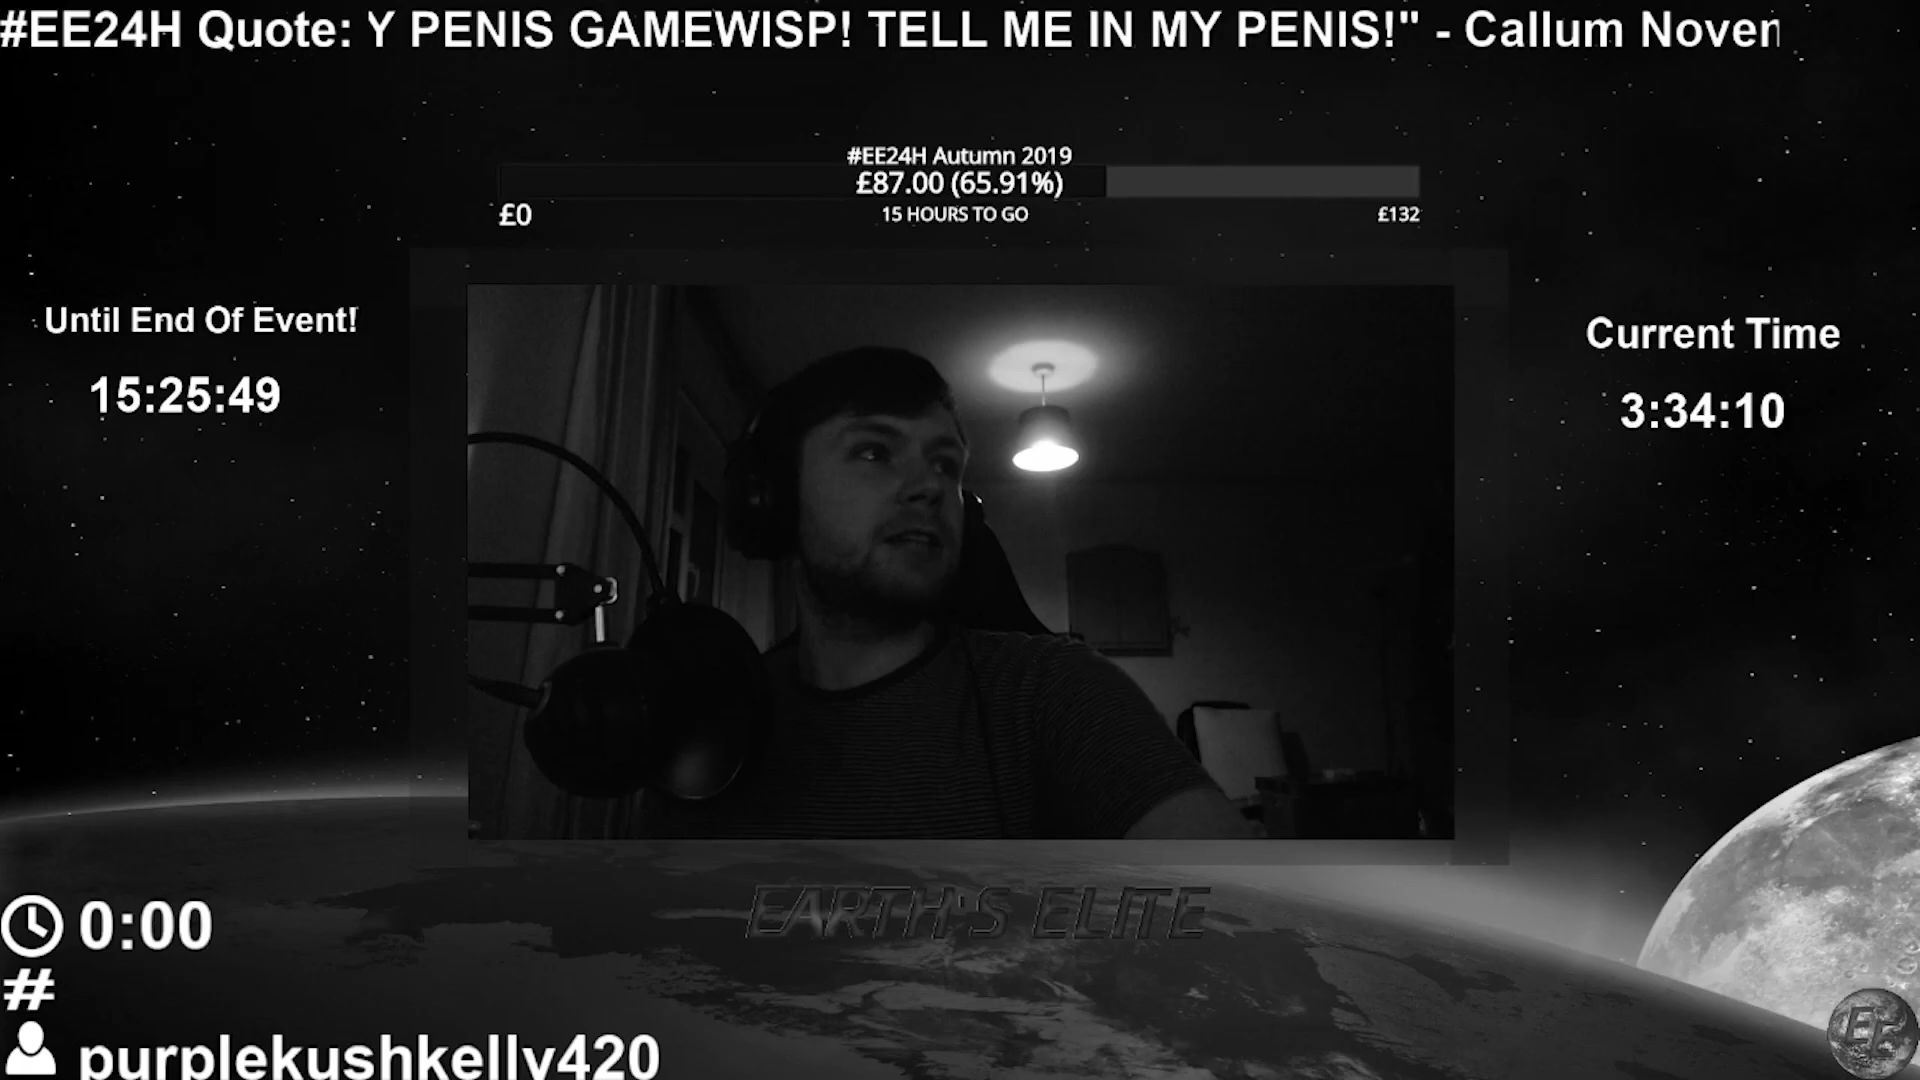 #EE24H Quote: Y PENIS GAMEWISP! TELL ME IN MY PENIS!" - Callum Noven
#EE24H Autumn 2019
£87.00 (65.91%)
£0 15 HOURS TO GO £132
Until End Of Event!
15:25:49
Current Time
3:34:10
EARTH'S ELITE
0:00
#
purplekushkelly420
EE